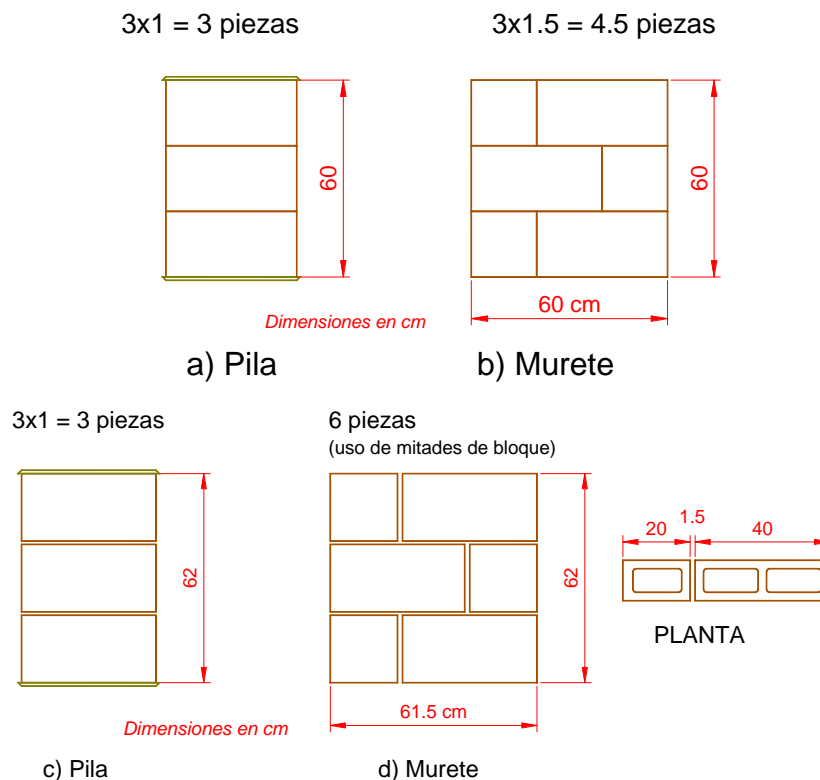 3x1 = 3 piezas
3x1.5 = 4.5 piezas
60
60
60 cm
Dimensiones en cm
a) Pila
b) Murete
3x1 = 3 piezas
6 piezas
(uso de mitades de bloque)
62
62
20
1.5
40
PLANTA
61.5 cm
Dimensiones en cm
c) Pila
d) Murete